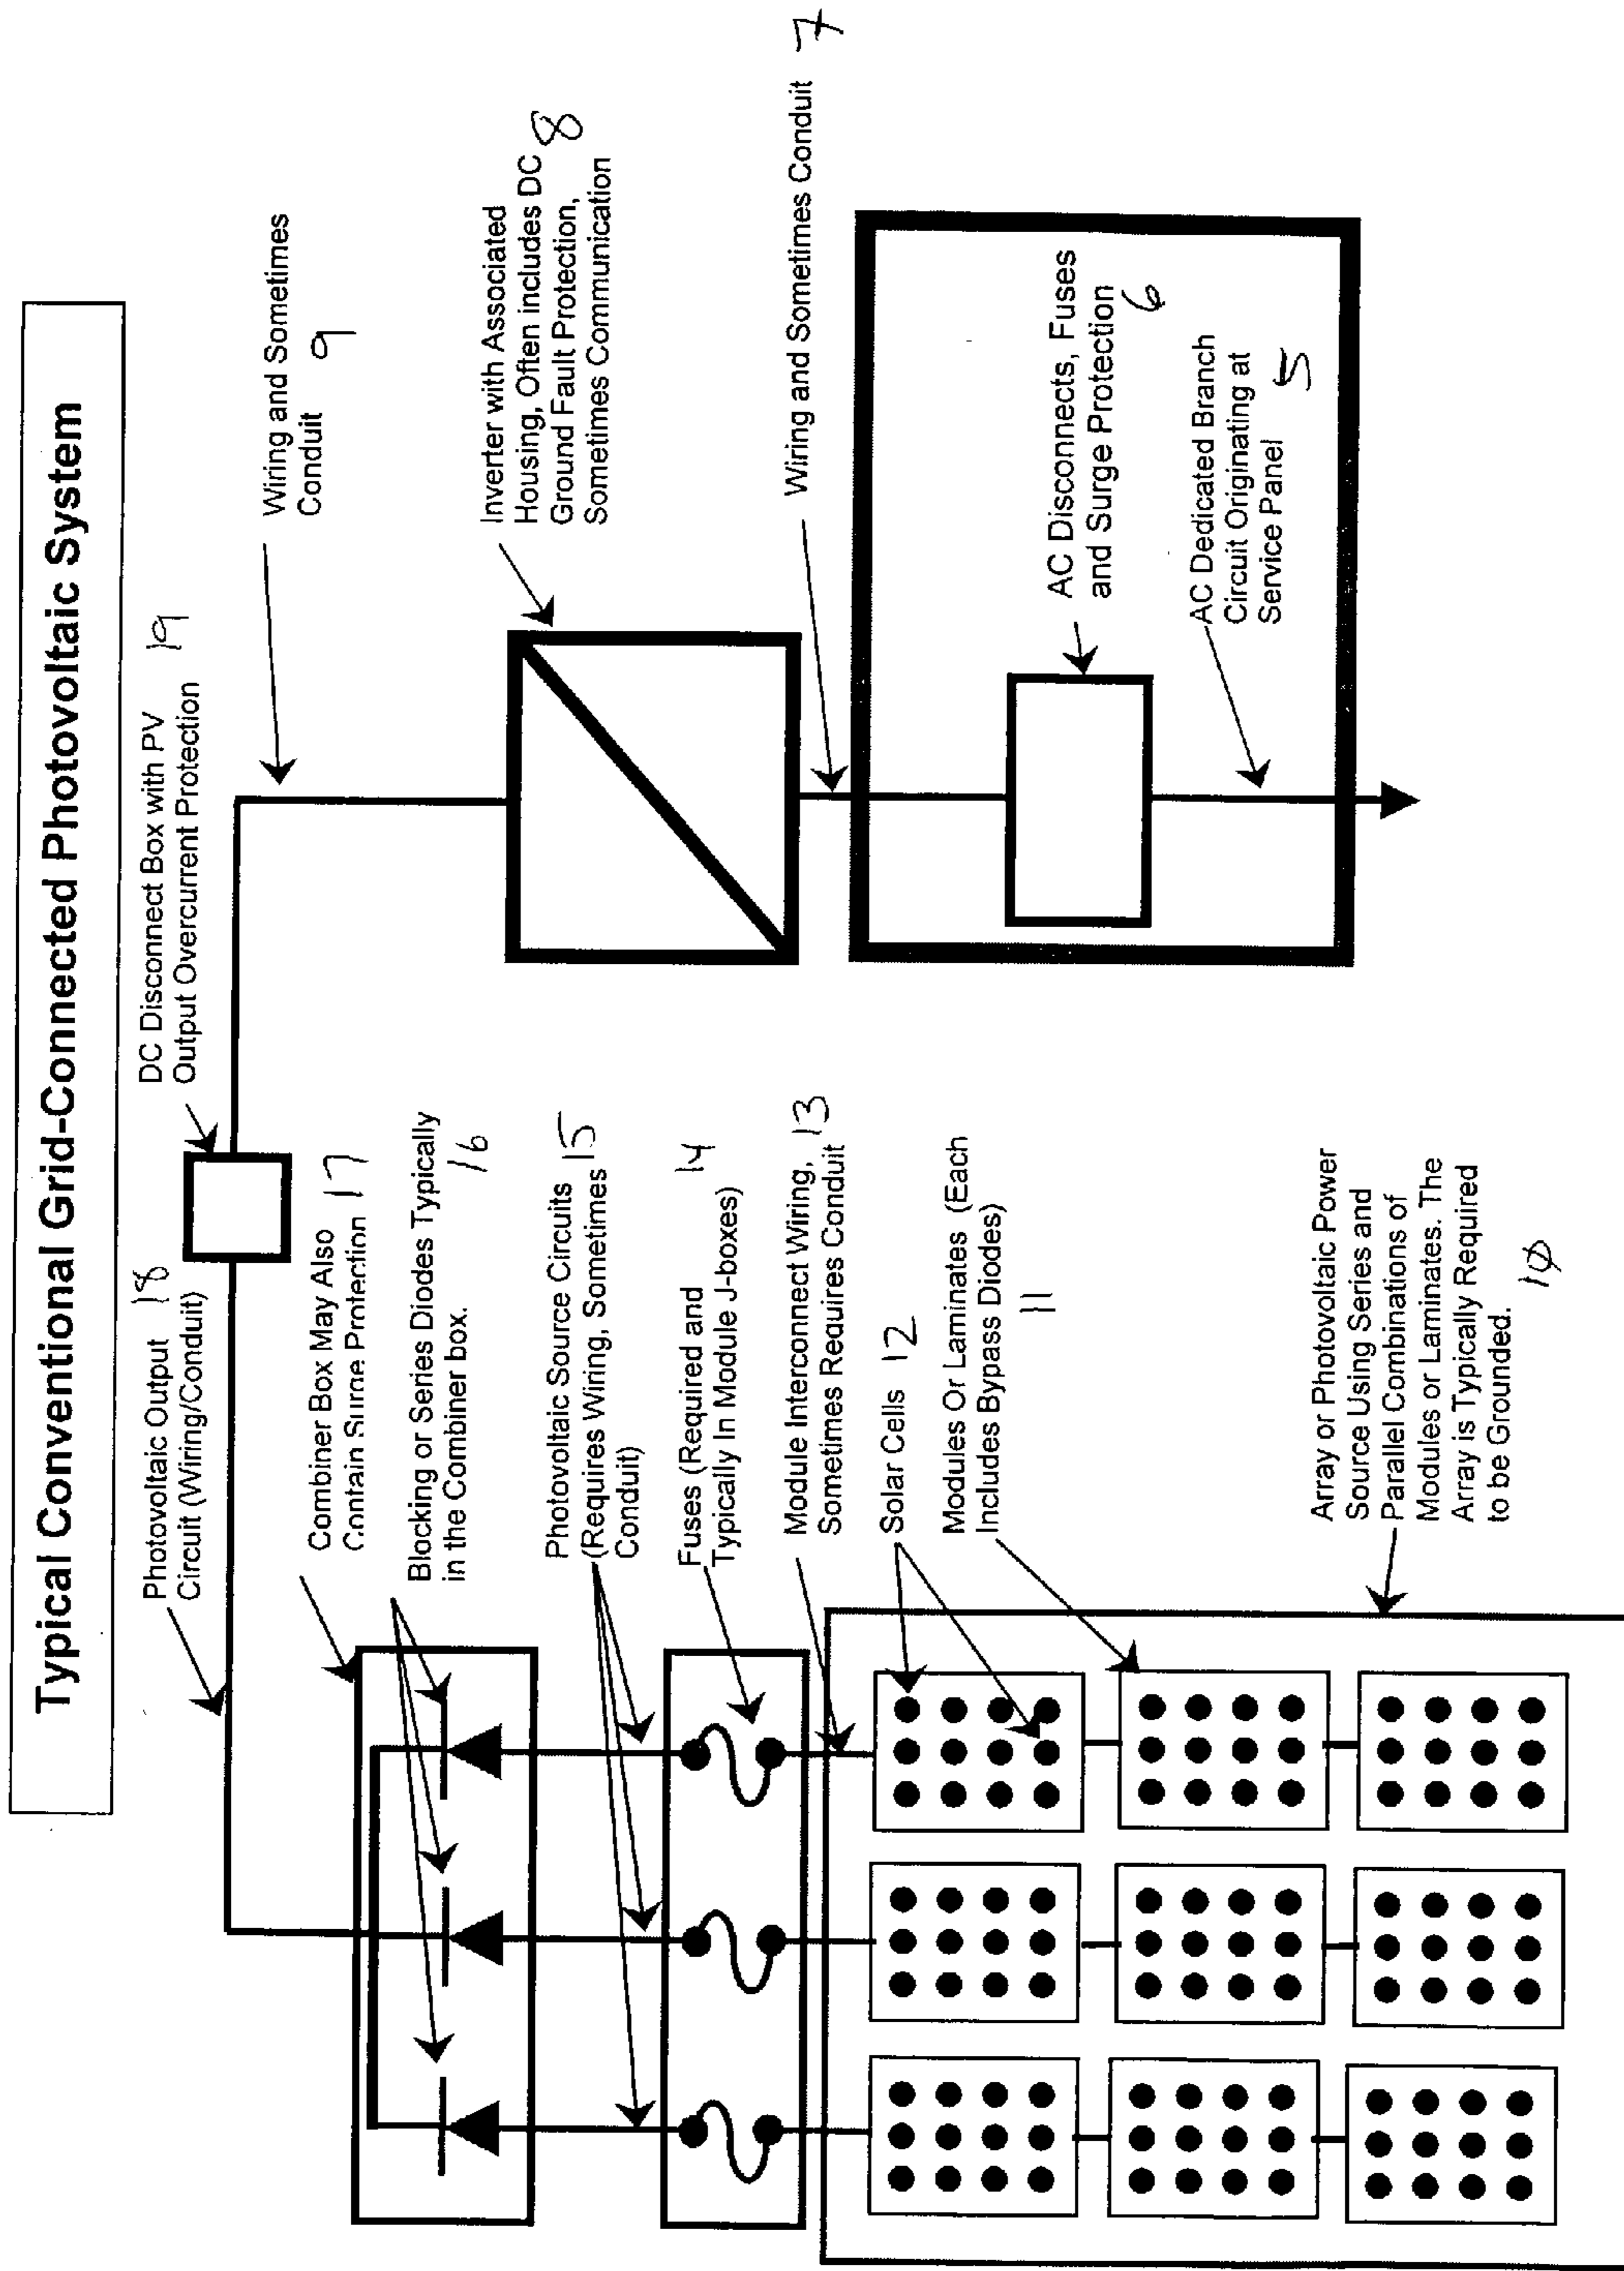 Typical Conventional Grid-Connected Photovoltaic System
Photovoltaic Output 18
Circuit (Wiring/Conduit)
DC Disconnect Box with PV 19
Output Overcurrent Protection
Wiring and Sometimes
Conduit 9
Combiner Box May Also
Contain Surge Protection 17
Blocking or Series Diodes Typically
in the Combiner box. 16
Photovoltaic Source Circuits 15
(Requires Wiring, Sometimes
Conduit)
Fuses (Required and 14
Typically In Module J-boxes)
Module Interconnect Wiring, 13
Sometimes Requires Conduit
Solar Cells 12
Modules Or Laminates (Each
Includes Bypass Diodes)
11
Array or Photovoltaic Power
Source Using Series and
Parallel Combinations of
Modules or Laminates. The
Array is Typically Required
to be Grounded.
10
Inverter with Associated
Housing, Often includes DC 8
Ground Fault Protection,
Sometimes Communication
Wiring and Sometimes Conduit 7
AC Disconnects, Fuses
and Surge Protection
6
AC Dedicated Branch
Circuit Originating at
Service Panel 5